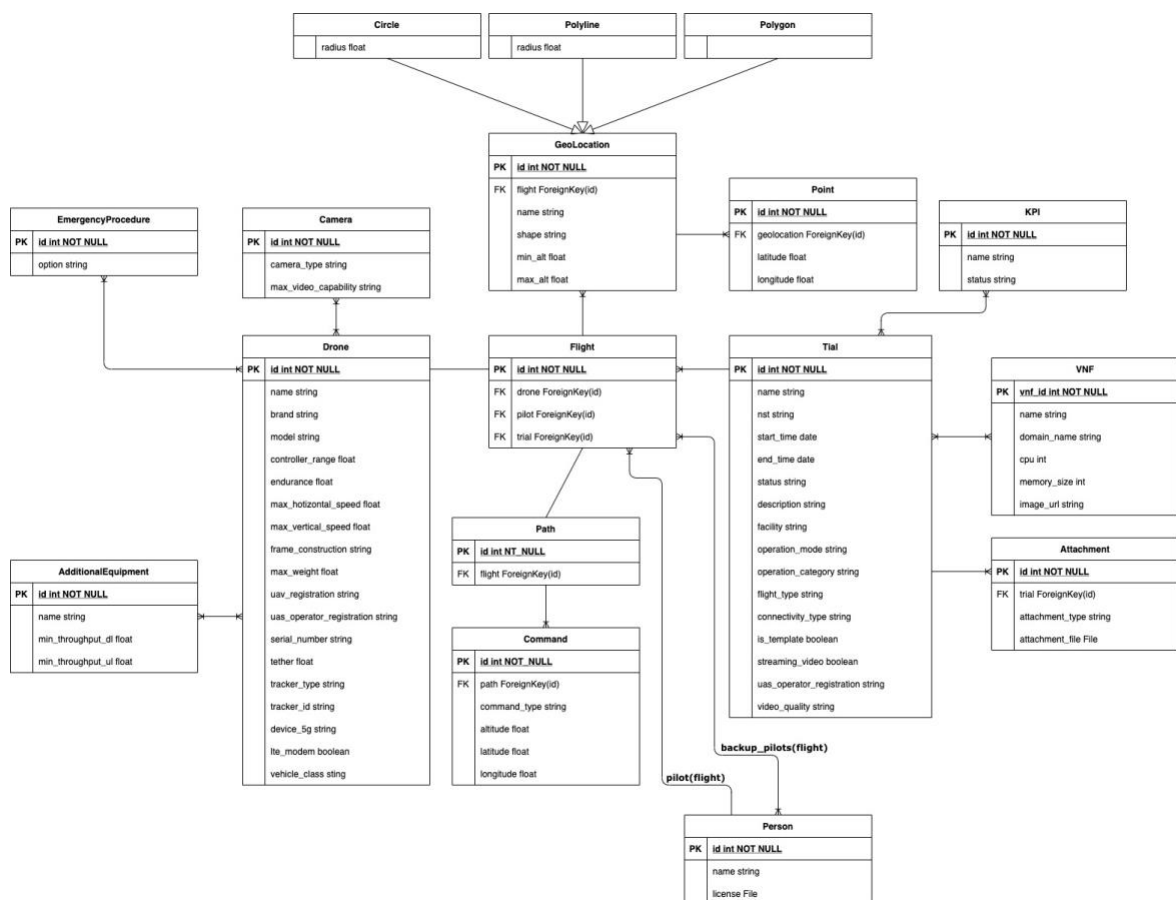 Circle
radius float
Polyline
radius float
Polygon
GeoLocation
PK id int NOT NULL
FK flight ForeignKey(id)
name string
shape string
min_alt float
max_alt float
Point
PK id int NOT NULL
FK geolocation ForeignKey(id)
latitude float
longitude float
KPI
PK id int NOT NULL
name string
status string
EmergencyProcedure
PK id int NOT NULL
option string
Camera
PK id int NOT NULL
camera_type string
max_video_capability string
Drone
PK id int NOT NULL
name string
brand string
model string
controller_range float
endurance float
max_hotizontal_speed float
max_vertical_speed float
frame_construction string
max_weight float
uav_registration string
uas_operator_registration string
serial_number string
tether float
tracker_type string
tracker_id string
device_5g string
lte_modem boolean
vehicle_class sting
Flight
PK id int NOT NULL
FK drone ForeignKey(id)
FK pilot ForeignKey(id)
FK trial ForeignKey(id)
Tial
PK id int NOT NULL
name string
nst string
start_time date
end_time date
status string
description string
facility string
operation_mode string
operation_category string
flight_type string
connectivity_type string
is_template boolean
streaming_video boolean
uas_operator_registration string
video_quality string
VNF
PK vnf_id int NOT NULL
name string
domain_name string
cpu int
memory_size int
image_url string
Path
PK id int NT_NULL
FK flight ForeignKey(id)
Attachment
PK id int NOT NULL
FK trial ForeignKey(id)
attachment_type string
attachment_file File
AdditionalEquipment
PK id int NOT NULL
name string
min_throughput_dl float
min_throughput_ul float
Command
PK id int NOT_NULL
FK path ForeignKey(id)
command_type string
altitude float
latitude float
longitude float
backup_pilots(flight)
pilot(flight)
Person
PK id int NOT NULL
name string
license File